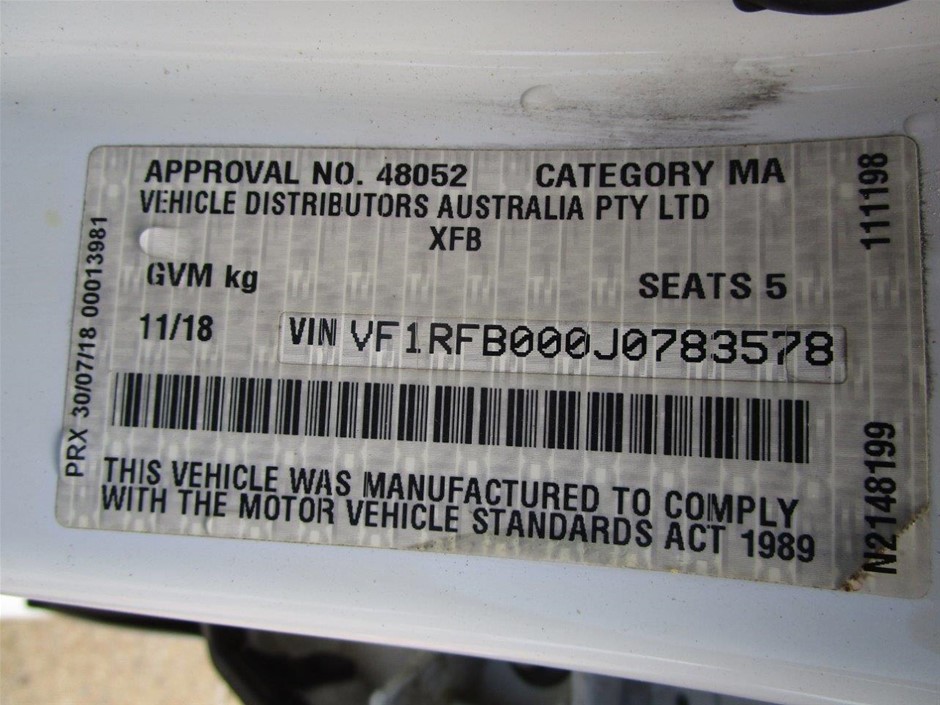 APPROVAL NO. 48052 CATEGORY MA
VEHICLE DISTRIBUTORS AUSTRALIA PTY LTD
XFB
GVM kg SEATS 5
11/18 VIN VF1RFB000J0783578
THIS VEHICLE WAS MANUFACTURED TO COMPLY
WITH THE MOTOR VEHICLE STANDARDS ACT 1989
PRX 30/07/18 00013981
111198
N2148199